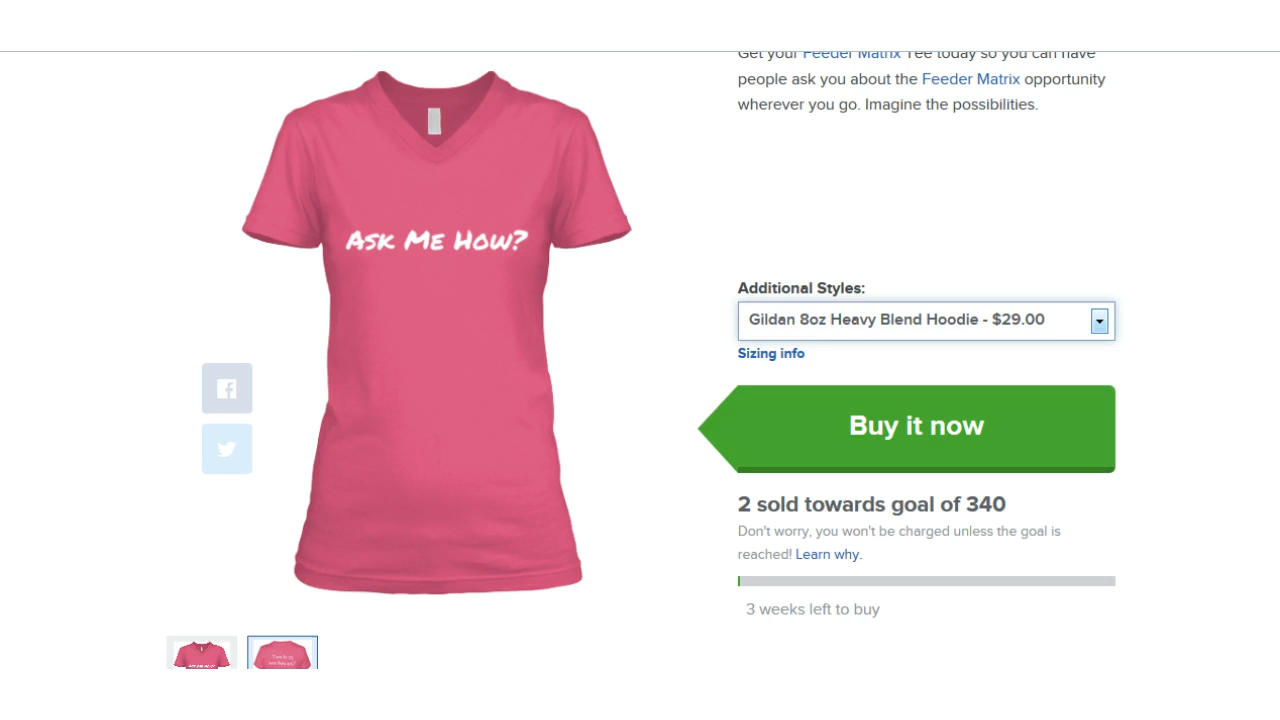 Get your Feeder Matrix Tee today so you can have
people ask you about the Feeder Matrix opportunity
wherever you go. Imagine the possibilities.
Ask Me How?
Additional Styles:
Gildan 8oz Heavy Blend Hoodie - $29.00
Sizing info
Buy it now
2 sold towards goal of 340
Don't worry, you won't be charged unless the goal is
reached! Learn why.
3 weeks left to buy
Ask Me How?